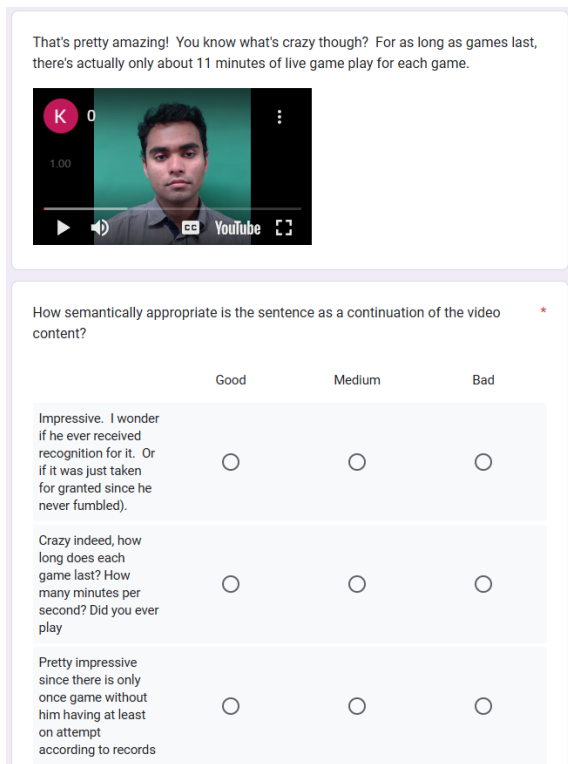 That's pretty amazing!  You know what's crazy though?  For as long as games last,
there's actually only about 11 minutes of live game play for each game.
K 0
1.00
CC YouTube
How semantically appropriate is the sentence as a continuation of the video *
content?
Good Medium Bad
Impressive.  I wonder
if he ever received
recognition for it.  Or
if it was just taken
for granted since he
never fumbled).
Crazy indeed, how
long does each
game last? How
many minutes per
second? Did you ever
play
Pretty impressive
since there is only
once game without
him having at least
on attempt
according to records